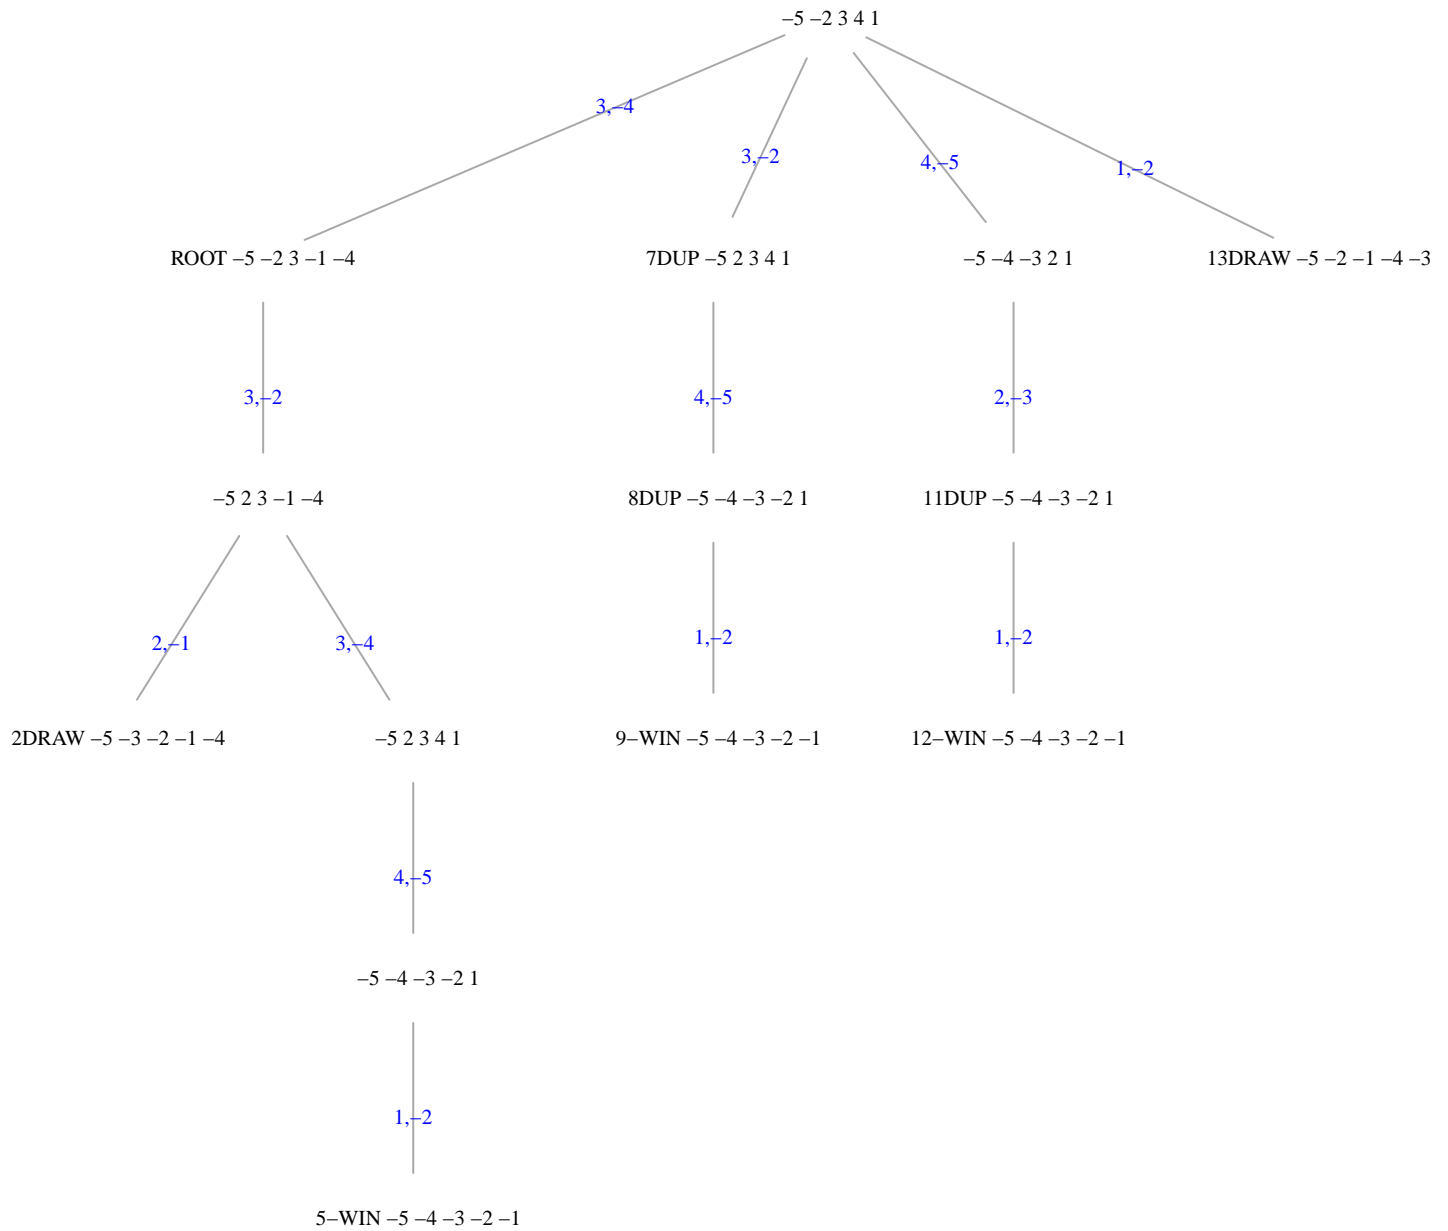 –5 –2 3 4 1
3,–4
3,–2
4,–5
1,–2
ROOT –5 –2 3 –1 –4
7DUP –5 2 3 4 1
–5 –4 –3 2 1
13DRAW –5 –2 –1 –4 –3
3,–2
4,–5
2,–3
–5 2 3 –1 –4
8DUP –5 –4 –3 –2 1
11DUP –5 –4 –3 –2 1
2,–1
3,–4
1,–2
1,–2
2DRAW –5 –3 –2 –1 –4
–5 2 3 4 1
9–WIN –5 –4 –3 –2 –1
12–WIN –5 –4 –3 –2 –1
4,–5
–5 –4 –3 –2 1
1,–2
5–WIN –5 –4 –3 –2 –1